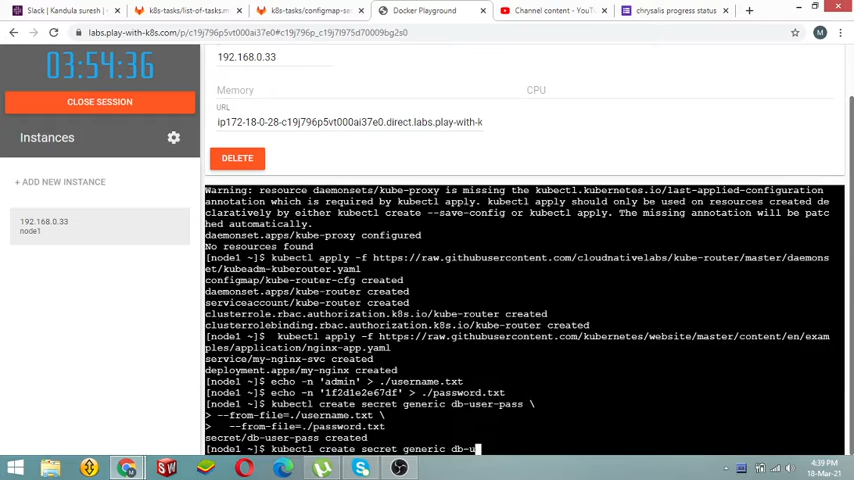 Slack | Kandula suresh | C
k8s-tasks/list-of-tasks.m
k8s-tasks/configmap-se
Docker Playground
Channel content - YouT
chrysalis progress status
labs.play-with-k8s.com/p/c19j796p5vt000ai37e0#c19j796p_c19j7l975d70009bg2s0
M
03:54:36
CLOSE SESSION
Instances
+ ADD NEW INSTANCE
192.168.0.33
node1
192.168.0.33
Memory
CPU
URL
ip172-18-0-28-c19j796p5vt000ai37e0.direct.labs.play-with-k
DELETE
Warning: resource daemonsets/kube-proxy is missing the kubectl.kubernetes.io/last-applied-configuration
annotation which is required by kubectl apply. kubectl apply should only be used on resources created de
claratively by either kubectl create --save-config or kubectl apply. The missing annotation will be patc
hed automatically.
daemonset.apps/kube-proxy configured
No resources found
[node1 ~]$ kubectl apply -f https://raw.githubusercontent.com/cloudnativelabs/kube-router/master/daemons
et/kubeadm-kuberouter.yaml
configmap/kube-router-cfg created
daemonset.apps/kube-router created
serviceaccount/kube-router created
clusterrole.rbac.authorization.k8s.io/kube-router created
clusterrolebinding.rbac.authorization.k8s.io/kube-router created
[node1 ~]$  kubectl apply -f https://raw.githubusercontent.com/kubernetes/website/master/content/en/exam
ples/application/nginx-app.yaml
service/my-nginx-svc created
deployment.apps/my-nginx created
[node1 ~]$ echo -n 'admin' > ./username.txt
[node1 ~]$ echo -n '1f2d1e2e67df' > ./password.txt
[node1 ~]$ kubectl create secret generic db-user-pass \
> --from-file=./username.txt \
>   --from-file=./password.txt
secret/db-user-pass created
[node1 ~]$ kubectl create secret generic db-u
4:39 PM
18-Mar-21